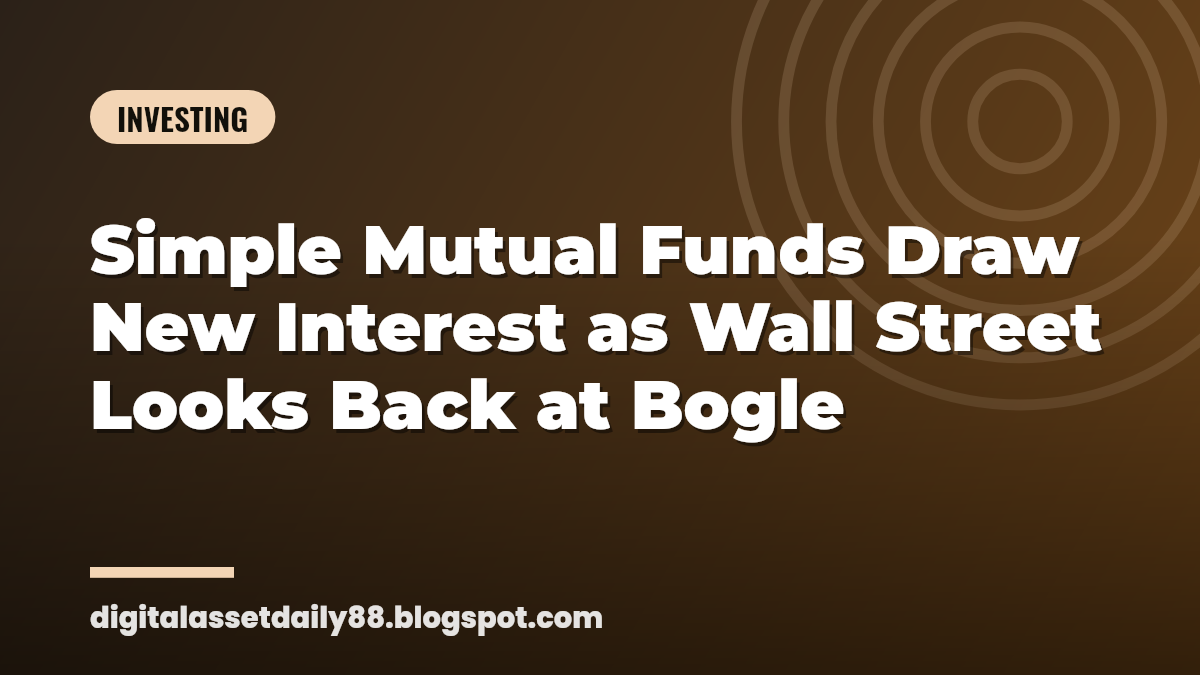 INVESTING
Simple Mutual Funds Draw
New Interest as Wall Street
Looks Back at Bogle
digitalassetdaily88.blogspot.com